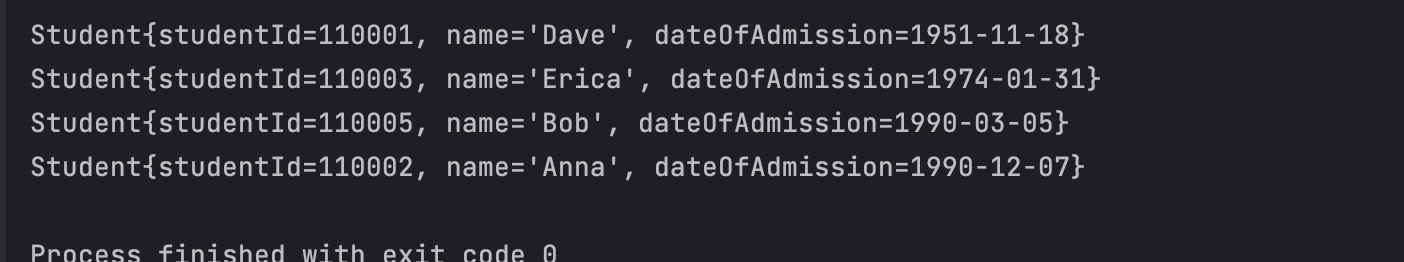 Student{studentId=110001, name='Dave', dateOfAdmission=1951-11-18}
Student{studentId=110003, name='Erica', dateOfAdmission=1974-01-31}
Student{studentId=110005, name='Bob', dateOfAdmission=1990-03-05}
Student{studentId=110002, name='Anna', dateOfAdmission=1990-12-07}
Process finished with exit code 0